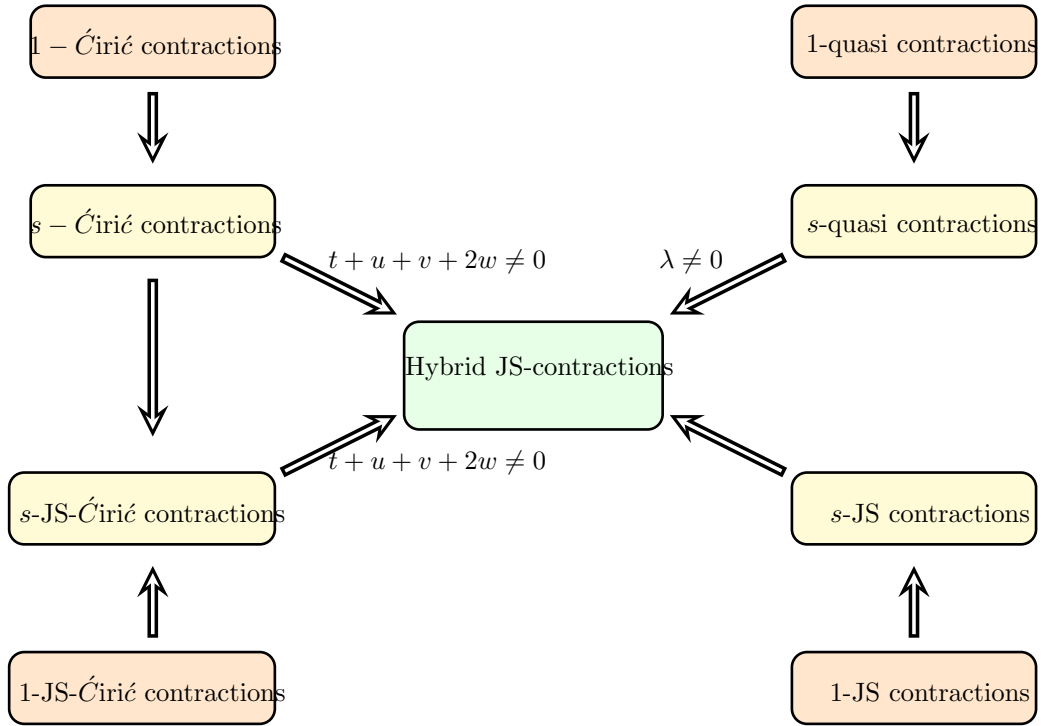 1 − Ćirić contractions
1-quasi contractions
s − Ćirić contractions
s-quasi contractions
t + u + v + 2w ≠ 0
λ ≠ 0
Hybrid JS-contractions
t + u + v + 2w ≠ 0
s-JS-Ćirić contractions
s-JS contractions
1-JS-Ćirić contractions
1-JS contractions